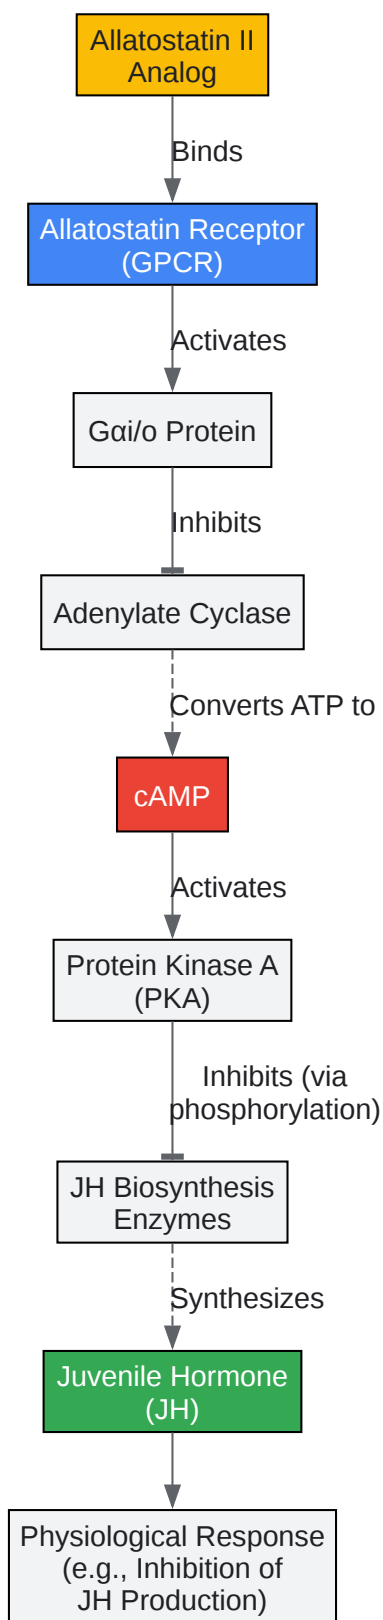 Allatostatin II
Analog
Binds
Allatostatin Receptor
(GPCR)
Activates
Gαi/o Protein
Inhibits
Adenylate Cyclase
Converts ATP to
cAMP
Activates
Protein Kinase A
(PKA)
Inhibits (via
phosphorylation)
JH Biosynthesis
Enzymes
Synthesizes
Juvenile Hormone
(JH)
Physiological Response
(e.g., Inhibition of
JH Production)